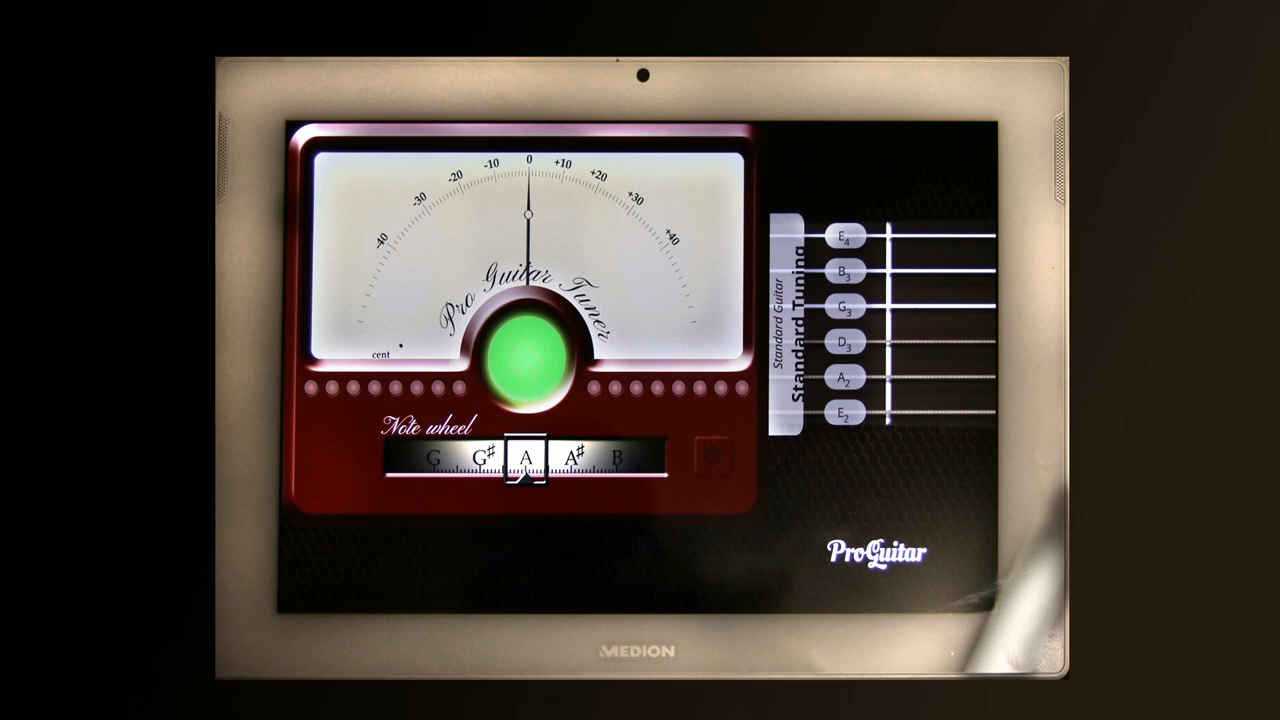 -40 -30 -20 -10 0 +10 +20 +30 +40
Pro Guitar Tuner
cent
Note wheel
G G♯ A A♯ B
Standard Guitar
Standard Tuning
E4
B3
G3
D3
A2
E2
ProGuitar
MEDION